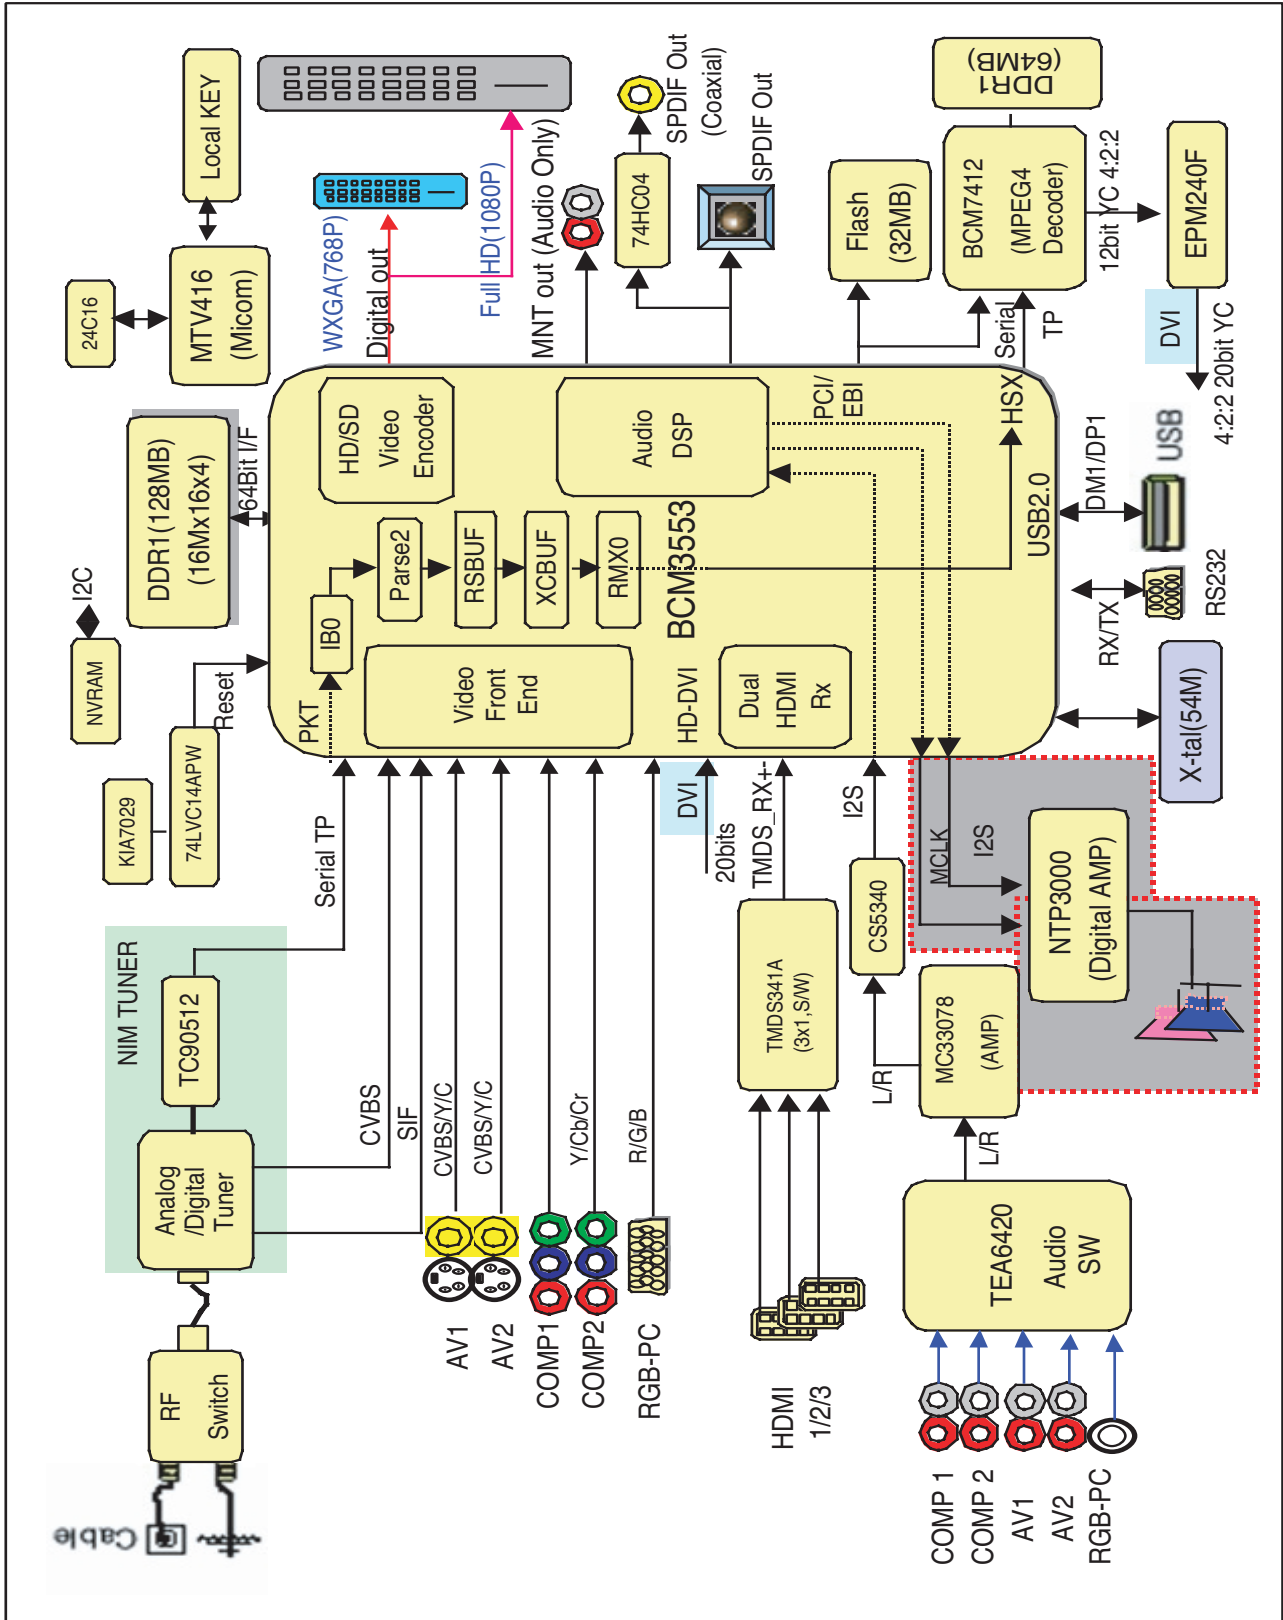 Cable
RF
Switch
NIM TUNER
Analog
/Digital
Tuner
TC90512
KIA7029
74LVC14APW
Reset
NVRAM
I2C
DDR1(128MB)
(16Mx16x4)
64Bit I/F
24C16
MTV416
(Micom)
Local KEY
Serial TP
CVBS
SIF
CVBS/Y/C
CVBS/Y/C
Y/Cb/Cr
R/G/B
AV1
AV2
COMP1
COMP2
RGB-PC
PKT
IB0
Parse2
RSBUF
XCBUF
RMX0
HD/SD
Video
Encoder
Video
Front
End
BCM3553
HD-DVI
Dual
HDMI
Rx
Audio
DSP
PCI/
EBI
HSX
USB2.0
WXGA(768P)
Digital out
Full HD(1080P)
MNT out (Audio Only)
74HC04
SPDIF Out
(Coaxial)
SPDIF Out
Flash
(32MB)
BCM7412
(MPEG4
Decoder)
DDR1
(64MB)
Serial
TP
12bit YC 4:2:2
EPM240F
DVI
4:2:2 20bit YC
DVI
20bits
TMDS_RX+-
TMDS341A
(3x1,S/W)
HDMI
1/2/3
I2S
CS5340
L/R
MC33078
(AMP)
L/R
TEA6420
Audio
SW
COMP 1
COMP 2
AV1
AV2
RGB-PC
MCLK
I2S
NTP3000
(Digital AMP)
X-tal(54M)
RX/TX
RS232
DM1/DP1
USB